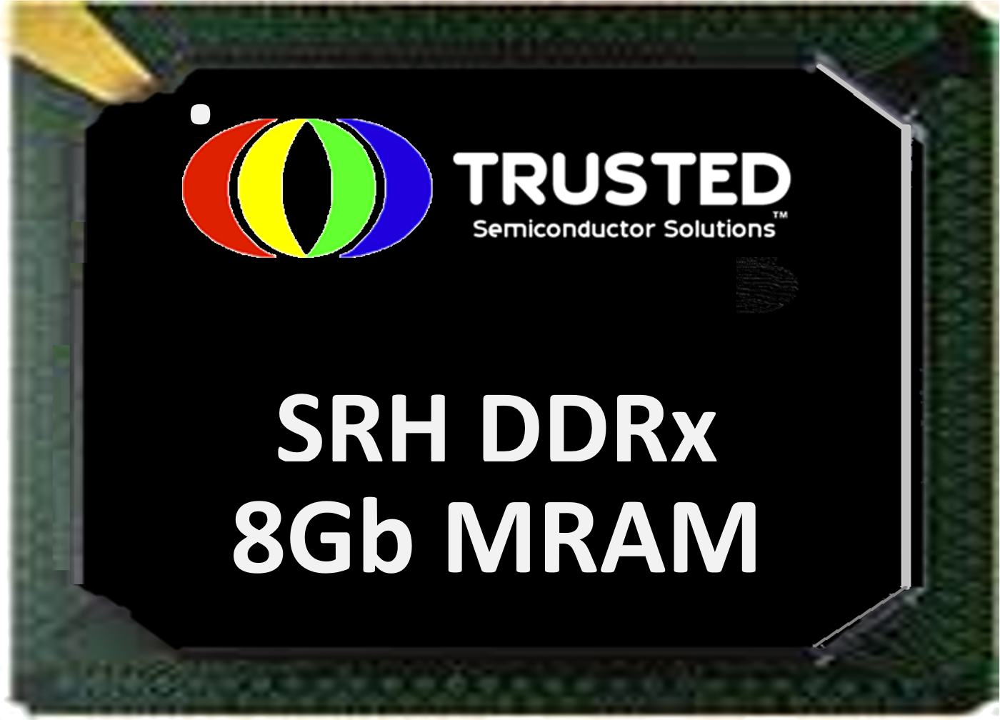 TRUSTED
Semiconductor Solutions™
SRH DDRx
8Gb MRAM